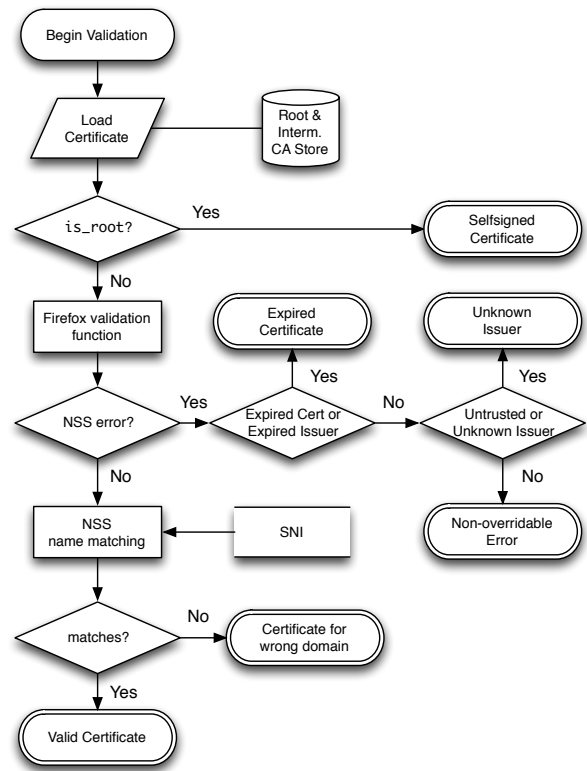 Begin Validation
Load
Certificate
Root &
Interm.
CA Store
is_root?
Yes
Selfsigned
Certificate
No
Firefox validation
function
Expired
Certificate
Unknown
Issuer
Yes
Yes
NSS error?
Yes
Expired Cert or
Expired Issuer
No
Untrusted or
Unknown Issuer
No
No
NSS
name matching
SNI
Non-overridable
Error
matches?
No
Certificate for
wrong domain
Yes
Valid Certificate